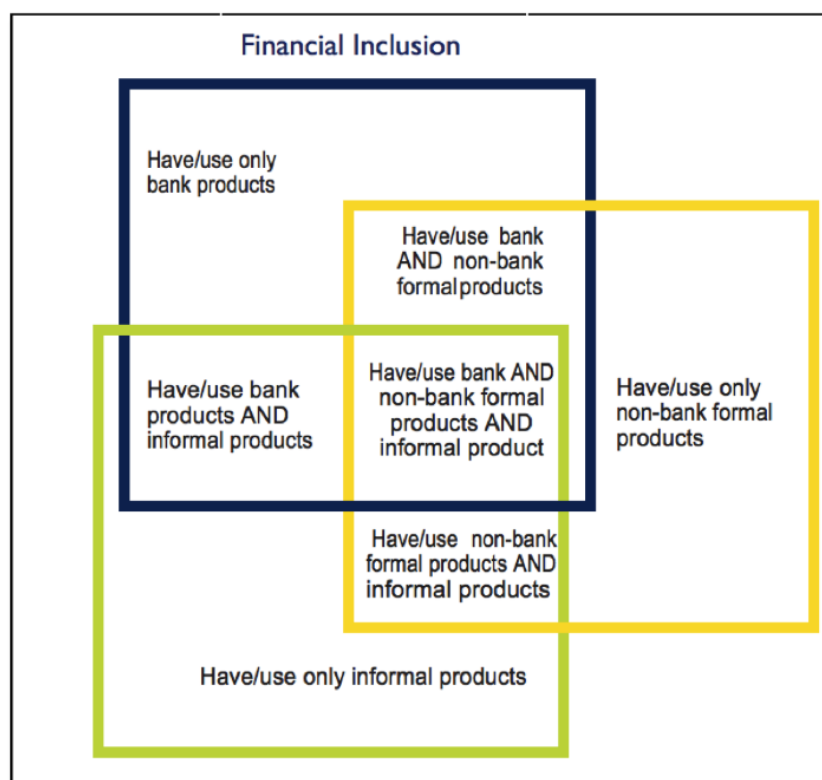 Financial Inclusion
Have/use only
bank products
Have/use bank
AND non-bank
formalproducts
Have/use bank
products AND
informal products
Have/use bank AND
non-bank formal
products AND
informal product
Have/use only
non-bank formal
products
Have/use non-bank
formal products AND
informal products
Have/use only informal products